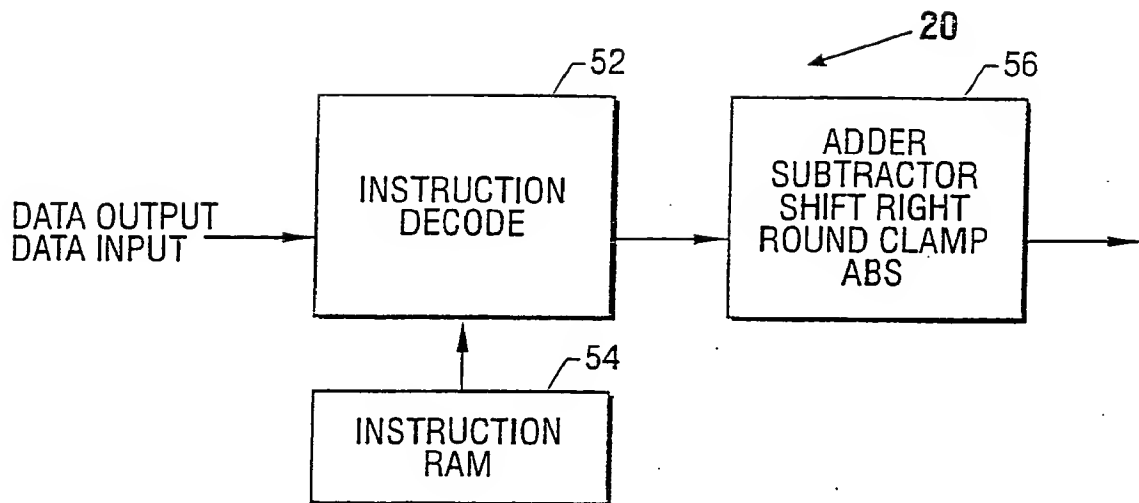 20
52
56
INSTRUCTION
DECODE
ADDER
SUBTRACTOR
SHIFT RIGHT
ROUND CLAMP
ABS
DATA OUTPUT
DATA INPUT
54
INSTRUCTION
RAM